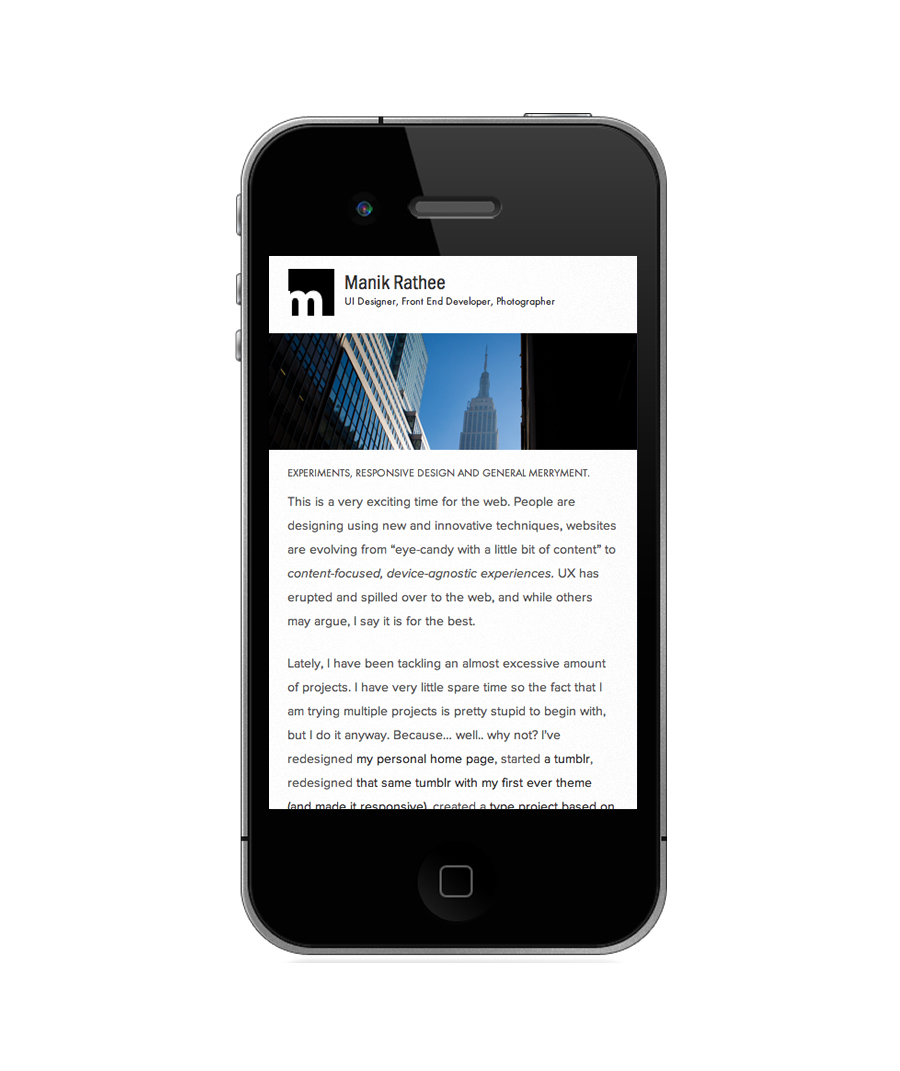 m
Manik Rathee
UI Designer, Front End Developer, Photographer
EXPERIMENTS, RESPONSIVE DESIGN AND GENERAL MERRYMENT.
This is a very exciting time for the web. People are
designing using new and innovative techniques, websites
are evolving from “eye-candy with a little bit of content” to
content-focused, device-agnostic experiences. UX has
erupted and spilled over to the web, and while others
may argue, I say it is for the best.
Lately, I have been tackling an almost excessive amount
of projects. I have very little spare time so the fact that I
am trying multiple projects is pretty stupid to begin with,
but I do it anyway. Because... well.. why not? I've
redesigned my personal home page, started a tumblr,
redesigned that same tumblr with my first ever theme
(and made it responsive), created a type project based on